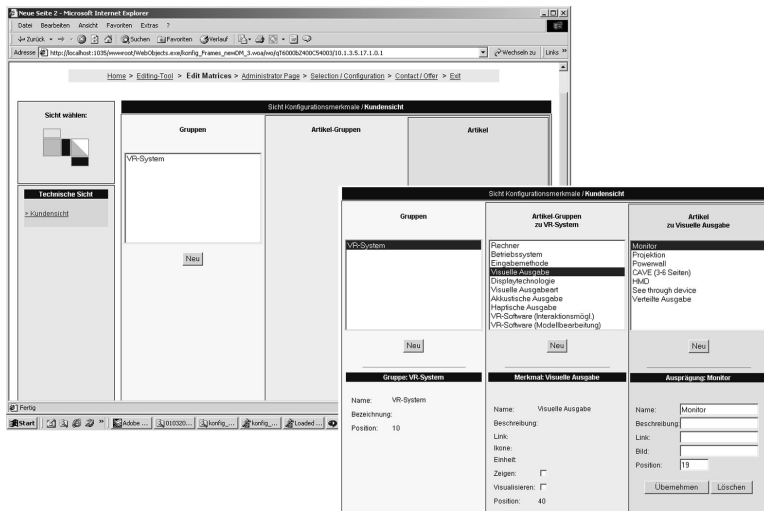 Neue Seite 2 - Microsoft Internet Explorer
Datei Bearbeiten Ansicht Favoriten Extras ?
Zurück Suchen Favoriten Verlauf
Adresse http://localhost:1035/wwwroot/WebObjects.exe/konfig_Frames_newDM_3.woa/wo/qT6000bZ400C54003/10.1.3.5.17.1.0.1 Wechseln zu Links »
Home > Editing-Tool > Edit Matrices > Administrator Page > Selection / Configuration > Contact / Offer > Exit
Sicht wählen:
Technische Sicht
> Kundensicht
Sicht Konfigurationsmerkmale / Kundensicht
Gruppen Artikel-Gruppen Artikel
VR-System
Neu
Fertig
Start » Adobe ... 010320... konfig_... konfig_... Loaded ...
Sicht Konfigurationsmerkmale / Kundensicht
Gruppen
VR-System
Neu
Gruppe: VR-System
Name: VR-System
Bezeichnung:
Position: 10
Artikel-Gruppen
zu VR-System
Rechner
Betriebssystem
Eingabemethode
Visuelle Ausgabe
Displaytechnologie
Visuelle Ausgabeart
Akkustische Ausgabe
Haptische Ausgabe
VR-Software (Interaktionsmögl.)
VR-Software (Modellbearbeitung)
Neu
Merkmal: Visuelle Ausgabe
Name: Visuelle Ausgabe
Beschreibung:
Link:
Ikone:
Einheit:
Zeigen:
Visualisieren:
Position: 40
Artikel
zu Visuelle Ausgabe
Monitor
Projektion
Powerwall
CAVE (3-6 Seiten)
HMD
See through device
Verteilte Ausgabe
Neu
Ausprägung: Monitor
Name: Monitor
Beschreibung:
Link:
Bild:
Position: 19
Übernehmen Löschen